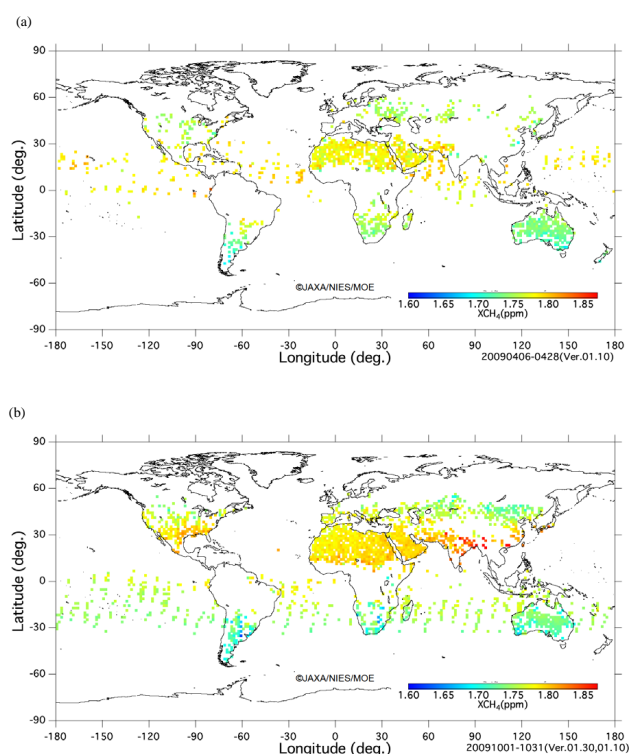 (a)
90
60
30
0
-30
-60
-90
Latitude (deg.)
©JAXA/NIES/MOE
1.60 1.65 1.70 1.75 1.80 1.85
XCH₄(ppm)
-180 -150 -120 -90 -60 -30 0 30 60 90 120 150 180
Longitude (deg.)
20090406-0428(Ver.01.10)
(b)
90
60
30
0
-30
-60
-90
Latitude (deg.)
©JAXA/NIES/MOE
1.60 1.65 1.70 1.75 1.80 1.85
XCH₄(ppm)
-180 -150 -120 -90 -60 -30 0 30 60 90 120 150 180
Longitude (deg.)
20091001-1031(Ver.01.30,01.10)